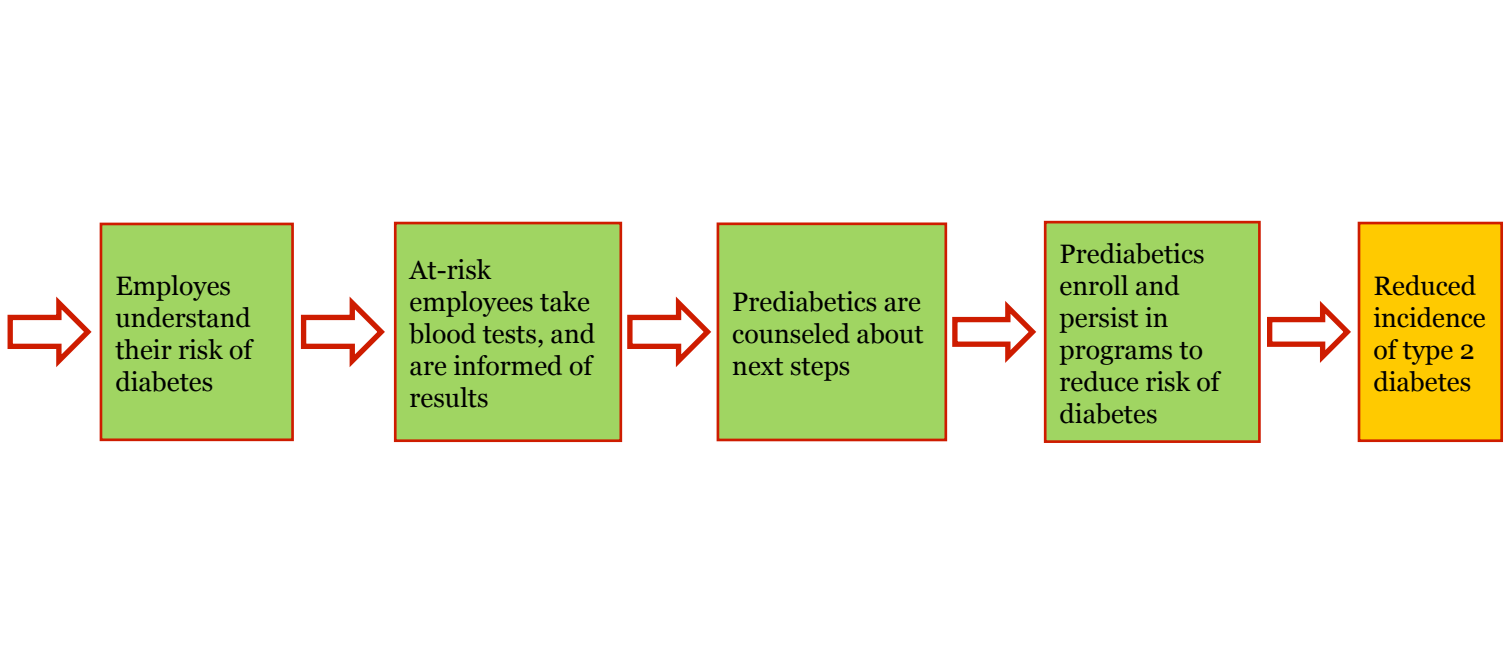 Employes
understand
their risk of
diabetes
At-risk
employees take
blood tests, and
are informed of
results
Prediabetics are
counseled about
next steps
Prediabetics
enroll and
persist in
programs to
reduce risk of
diabetes
Reduced
incidence
of type 2
diabetes